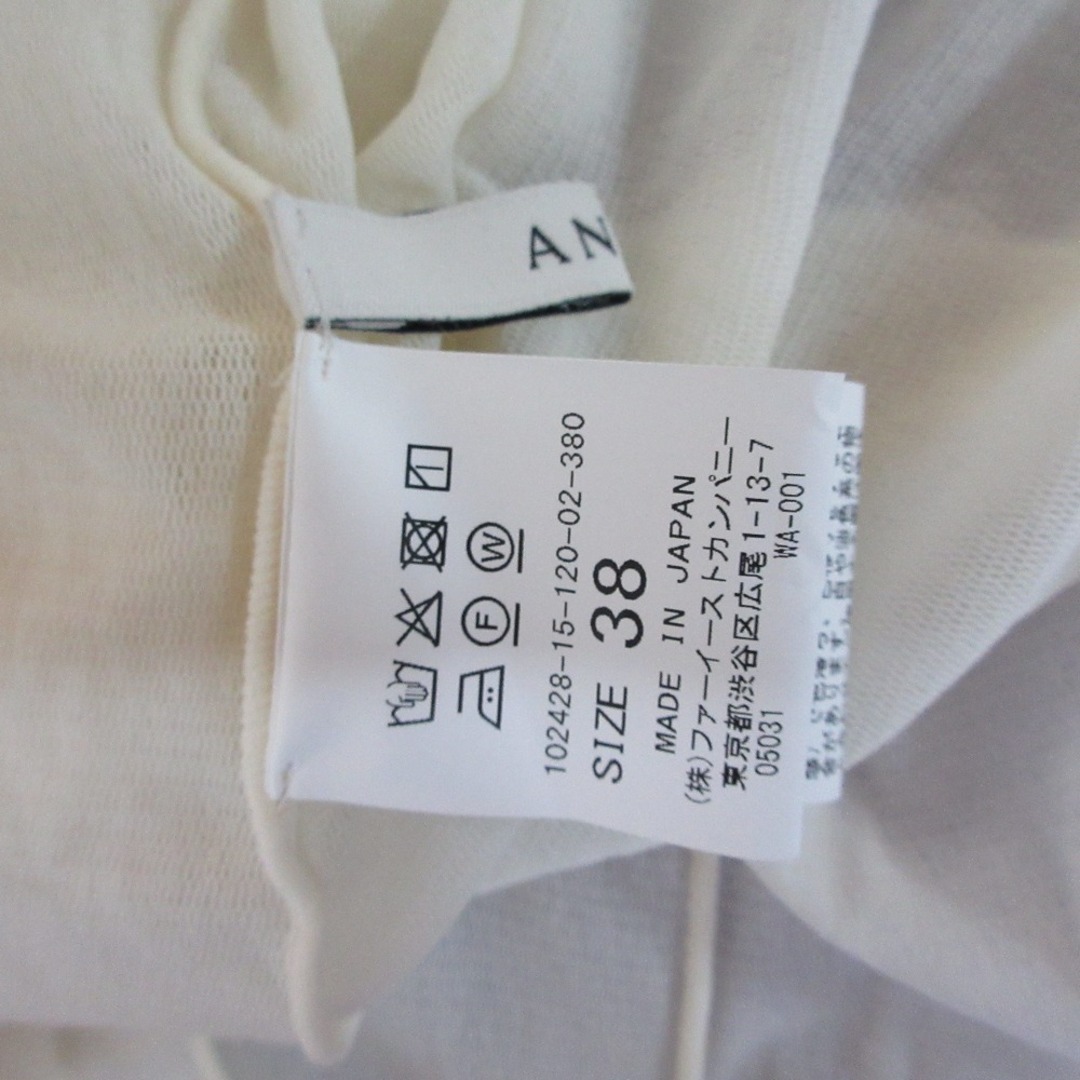 AN
F W
102428-15-120-02-380
SIZE 38
MADE IN JAPAN
(株)ファーイーストカンパニー
東京都渋谷区広尾1-13-7
05031 WA-001